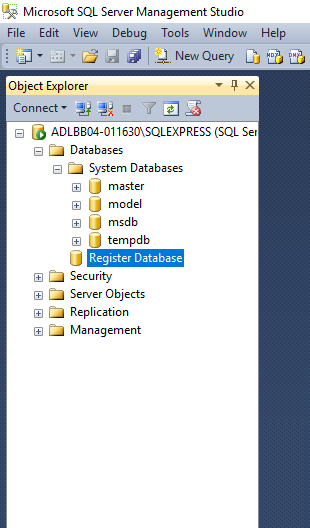 Microsoft SQL Server Management Studio
File Edit View Debug Tools Window Help
New Query
Object Explorer
Connect
ADLBB04-011630\SQLEXPRESS (SQL Ser
Databases
System Databases
master
model
msdb
tempdb
Register Database
Security
Server Objects
Replication
Management